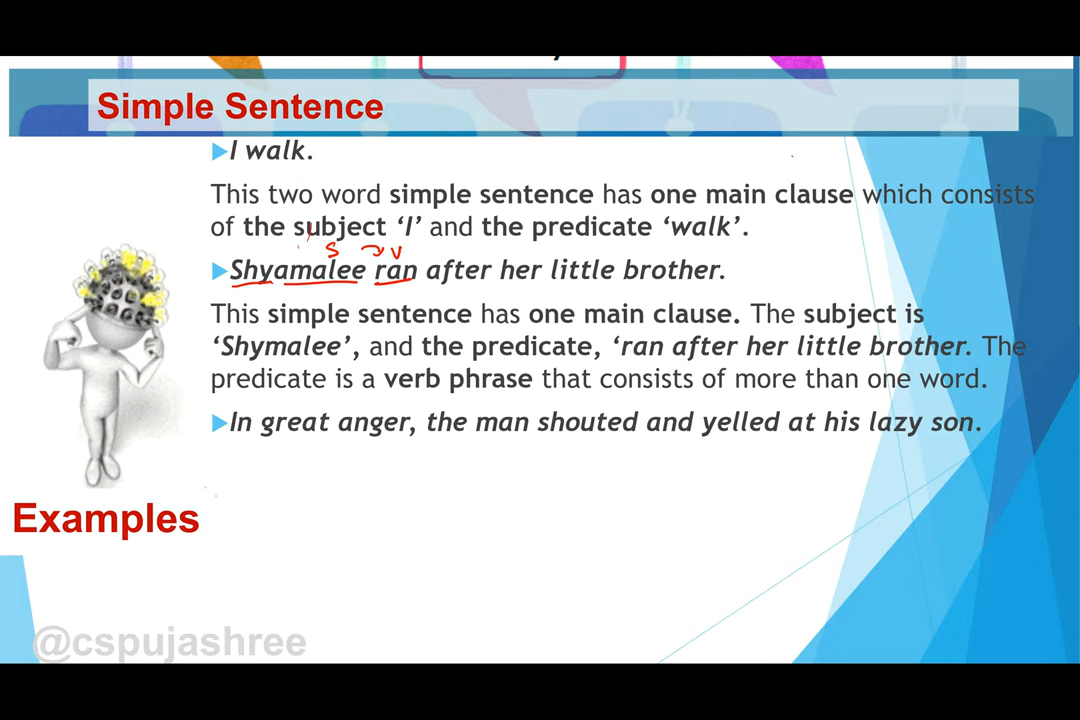 Simple Sentence
I walk.
This two word simple sentence has one main clause which consists
of the subject ‘I’ and the predicate ‘walk’.
S V
Shyamalee ran after her little brother.
This simple sentence has one main clause. The subject is
‘Shymalee’, and the predicate, ‘ran after her little brother. The
predicate is a verb phrase that consists of more than one word.
In great anger, the man shouted and yelled at his lazy son.
Examples
@cspujashree